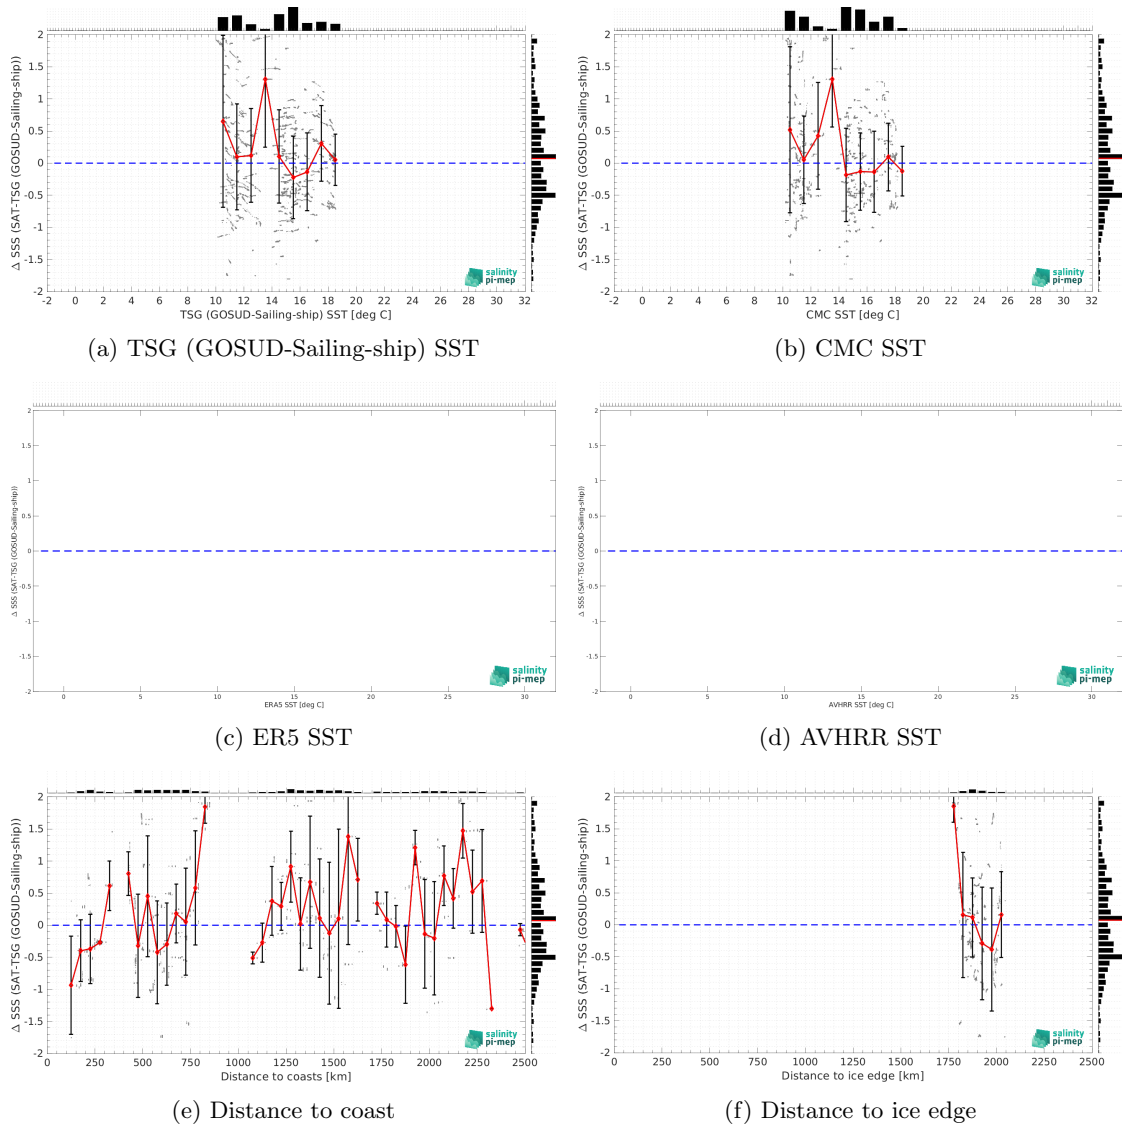 2
1.5
1
0.5
0
-0.5
-1
-1.5
-2
Δ SSS (SAT-TSG (GOSUD-Sailing-ship))
salinity
pi-mep
-2 0 2 4 6 8 10 12 14 16 18 20 22 24 26 28 30 32
TSG (GOSUD-Sailing-ship) SST [deg C]
(a) TSG (GOSUD-Sailing-ship) SST
2
1.5
1
0.5
0
-0.5
-1
-1.5
-2
Δ SSS (SAT-TSG (GOSUD-Sailing-ship))
salinity
pi-mep
-2 0 2 4 6 8 10 12 14 16 18 20 22 24 26 28 30 32
CMC SST [deg C]
(b) CMC SST
2
1.5
1
0.5
0
-0.5
-1
-1.5
-2
Δ SSS (SAT-TSG (GOSUD-Sailing-ship))
salinity
pi-mep
0 5 10 15 20 25 30
ERA5 SST [deg C]
(c) ER5 SST
2
1.5
1
0.5
0
-0.5
-1
-1.5
-2
Δ SSS (SAT-TSG (GOSUD-Sailing-ship))
salinity
pi-mep
0 5 10 15 20 25 30
AVHRR SST [deg C]
(d) AVHRR SST
2
1.5
1
0.5
0
-0.5
-1
-1.5
-2
Δ SSS (SAT-TSG (GOSUD-Sailing-ship))
salinity
pi-mep
0 250 500 750 1000 1250 1500 1750 2000 2250 2500
Distance to coasts [km]
(e) Distance to coast
2
1.5
1
0.5
0
-0.5
-1
-1.5
-2
Δ SSS (SAT-TSG (GOSUD-Sailing-ship))
salinity
pi-mep
0 250 500 750 1000 1250 1500 1750 2000 2250 2500
Distance to ice edge [km]
(f) Distance to ice edge